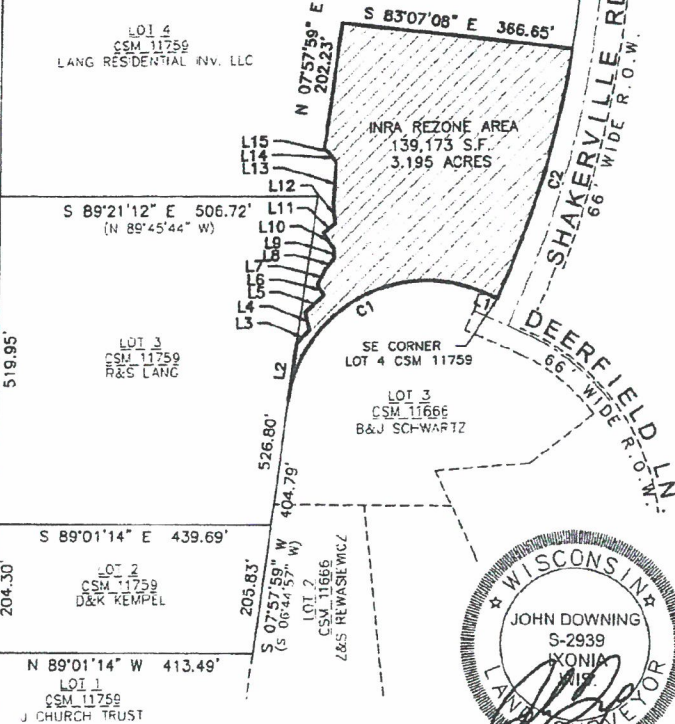 LOT 4
CSM 11759
LANG RESIDENTIAL INV. LLC
N 07°57'59" E
202.23'
S 83°07'08" E 366.65'
INRA REZONE AREA
139,173 S.F.
3.195 ACRES
SHAKERVILLE RD
66' WIDE R.O.W.
C2
L15
L14
L13
L12
L11
L10
L9
L8
L7
L6
L5
L4
L3
L2
C1
L1
S 89°21'12" E 506.72'
(N 89°45'44" W)
SE CORNER
LOT 4 CSM 11759
DEERFIELD LN.
66' WIDE R.O.W.
519.95'
LOT 3
CSM 11759
R&S LANG
LOT 3
CSM 11666
B&J SCHWARTZ
526.80'
404.79'
S 89°01'14" E 439.69'
204.30'
LOT 2
CSM 11759
D&K KEMPEL
205.83'
S 07°57'59" W
(S 06°44'57" W)
LOT 2
CSM 11666
Z&S REWASIEWICZ
N 89°01'14" W 413.49'
LOT 1
CSM 11759
J CHURCH TRUST
WISCONSIN
JOHN DOWNING
S-2939
IXONIA
WIS.
LAND SURVEYOR